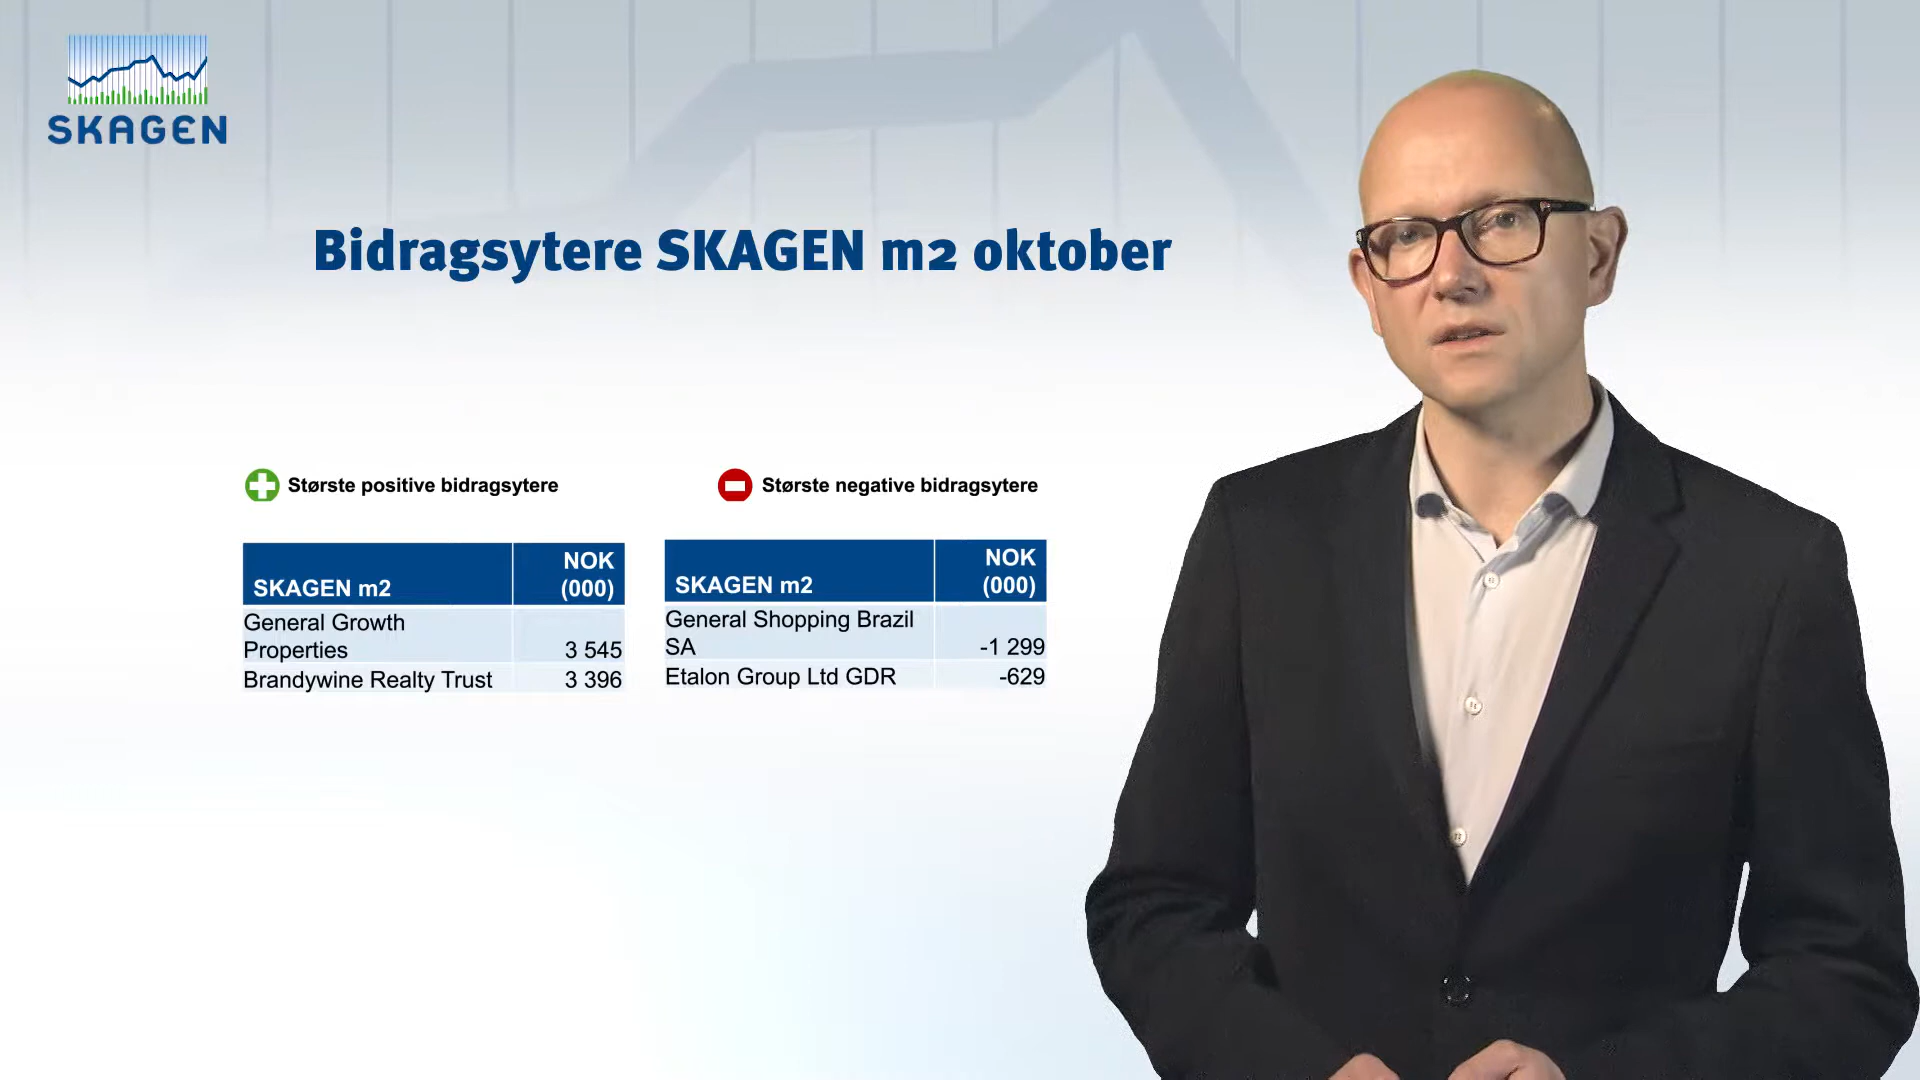 SKAGEN
Bidragsytere SKAGEN m2 oktober
Største positive bidragsytere
SKAGEN m2 NOK (000)
General Growth Properties 3 545
Brandywine Realty Trust 3 396
Største negative bidragsytere
SKAGEN m2 NOK (000)
General Shopping Brazil SA -1 299
Etalon Group Ltd GDR -629